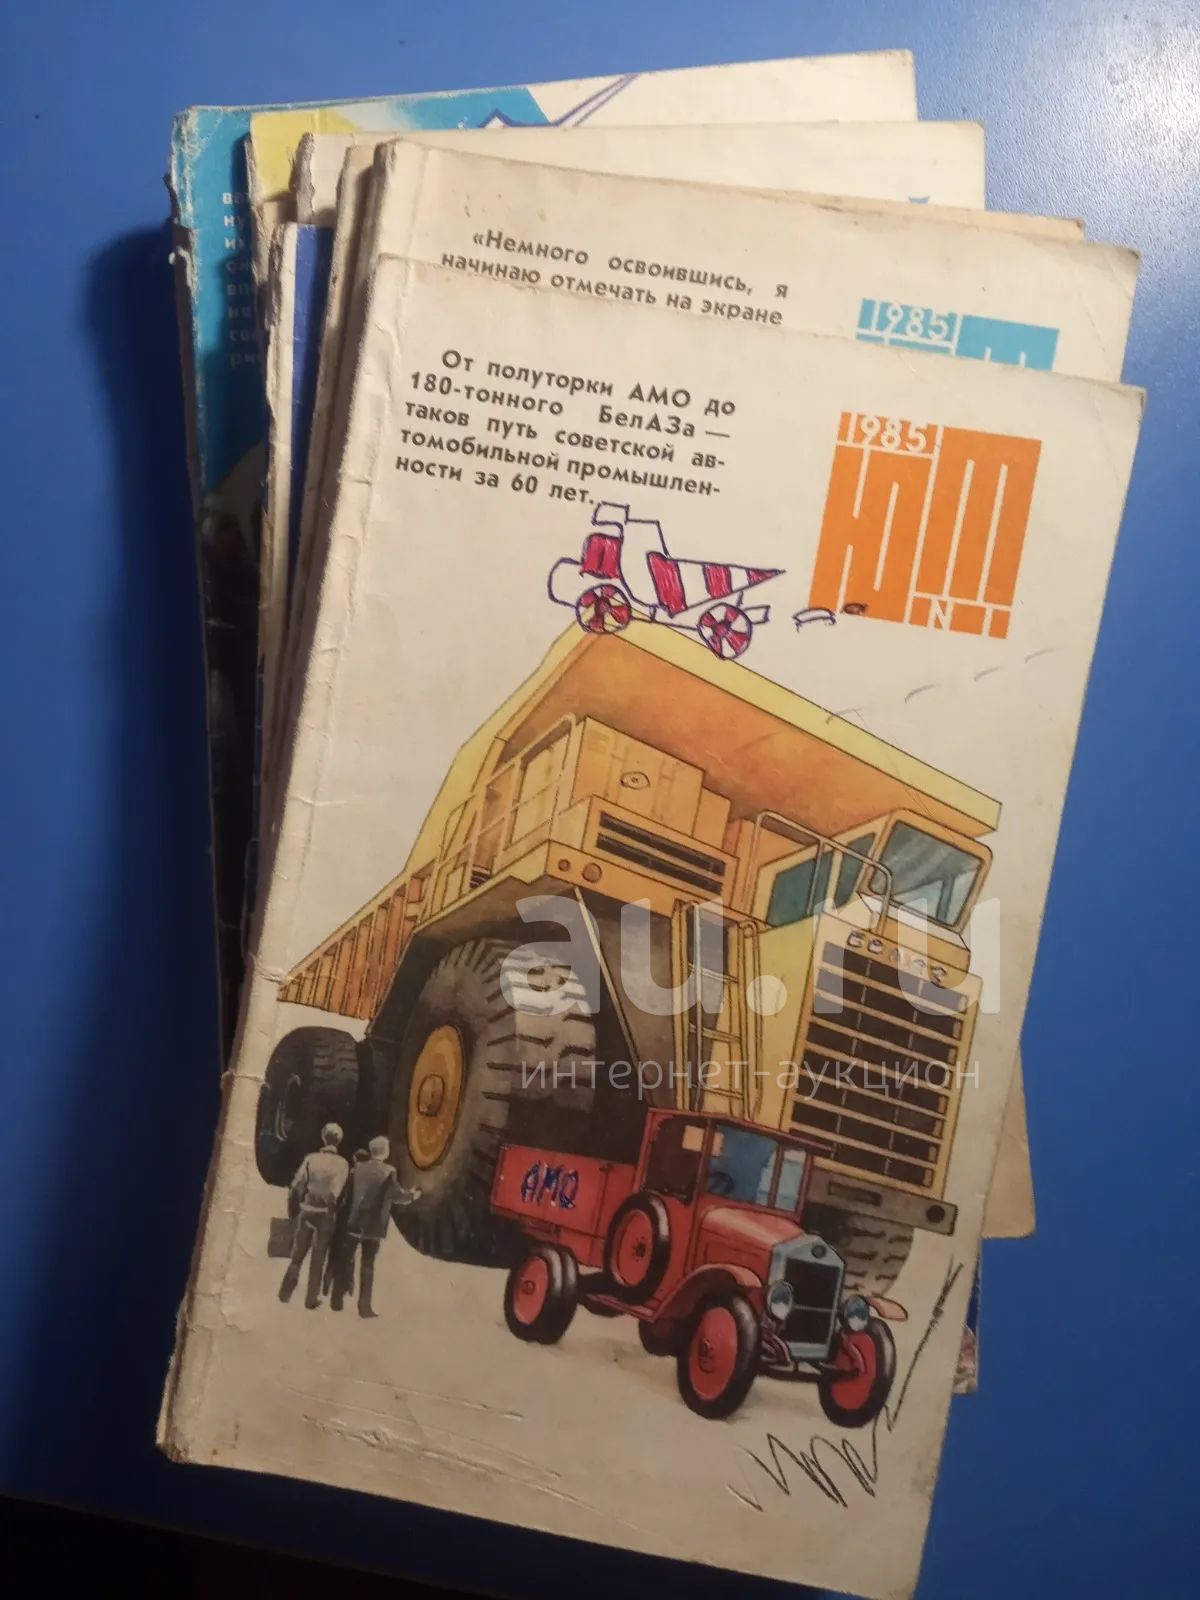 «Немного освоившись, я
начинаю отмечать на экране
1985
От полуторки АМО до
180-тонного БелАЗа —
таков путь советской ав-
томобильной промышлен-
ности за 60 лет...
1985
ЮТ
N
БЕЛАЗ
au.ru
интернет-аукцион
АМО